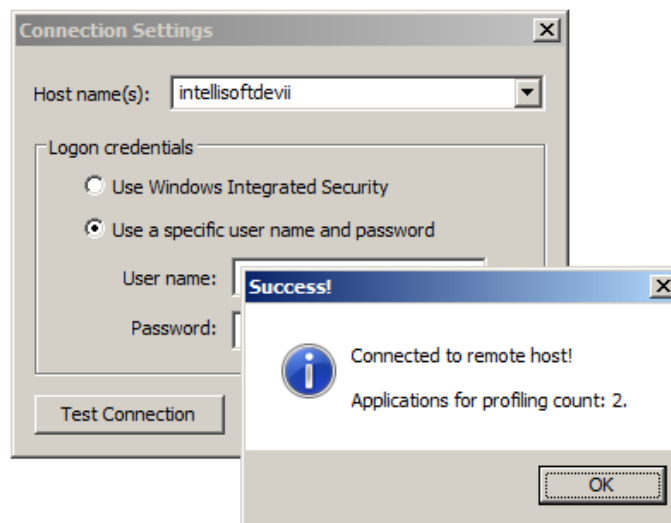 Connection Settings
Host name(s): intellisoftdevii
Logon credentials
Use Windows Integrated Security
Use a specific user name and password
User name:
Password:
Test Connection
Success!
Connected to remote host!
Applications for profiling count: 2.
OK